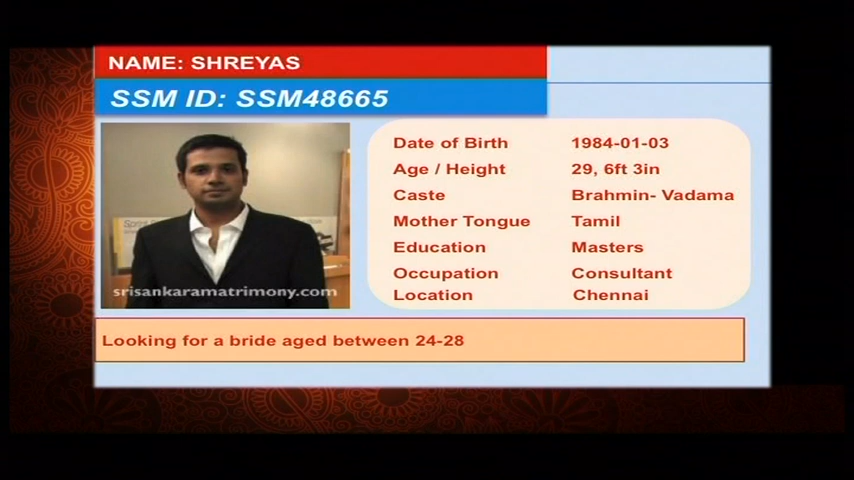 NAME: SHREYAS
SSM ID: SSM48665
Date of Birth 1984-01-03
Age / Height 29, 6ft 3in
Caste Brahmin- Vadama
Mother Tongue Tamil
Education Masters
Occupation Consultant
Location Chennai
srisankaramatrimony.com
Looking for a bride aged between 24-28